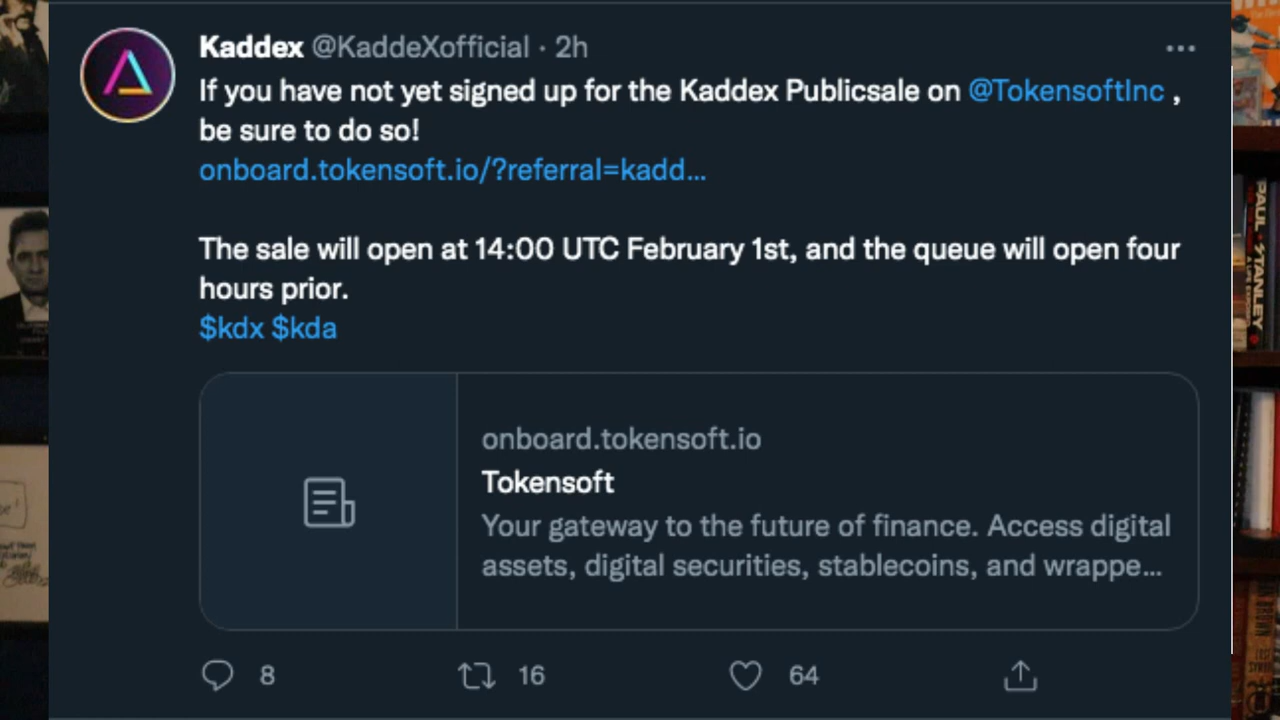 Kaddex @KaddeXofficial · 2h
If you have not yet signed up for the Kaddex Publicsale on @TokensoftInc ,
be sure to do so!
onboard.tokensoft.io/?referral=kadd...
The sale will open at 14:00 UTC February 1st, and the queue will open four
hours prior.
$kdx $kda
onboard.tokensoft.io
Tokensoft
Your gateway to the future of finance. Access digital
assets, digital securities, stablecoins, and wrappe...
8 16 64
PAUL STANLEY